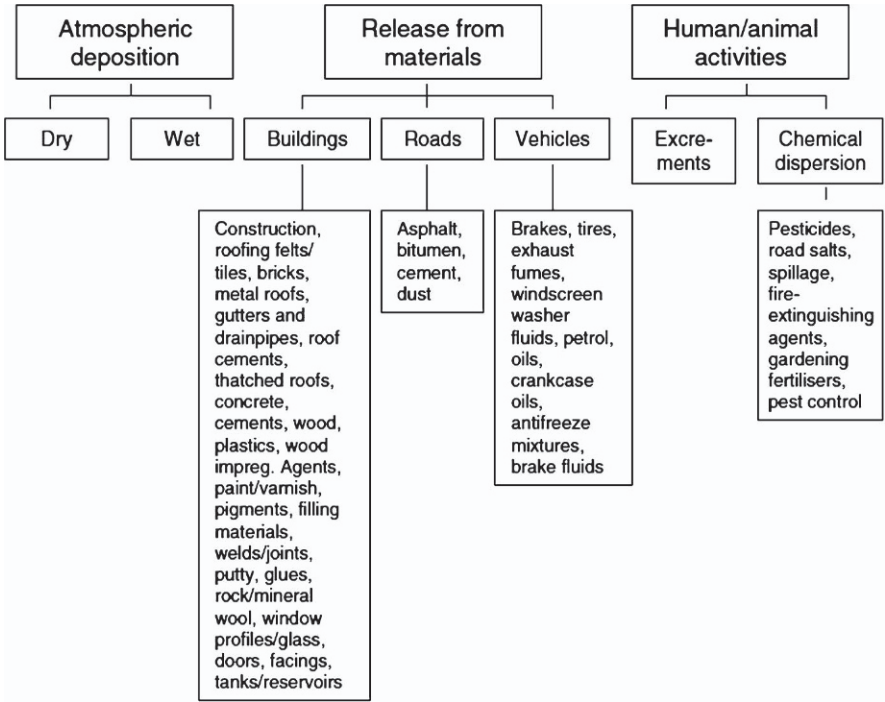 Atmospheric
deposition
Release from
materials
Human/animal
activities
Dry
Wet
Buildings
Roads
Vehicles
Excre-
ments
Chemical
dispersion
Construction,
roofing felts/
tiles, bricks,
metal roofs,
gutters and
drainpipes, roof
cements,
thatched roofs,
concrete,
cements, wood,
plastics, wood
impreg. Agents,
paint/varnish,
pigments, filling
materials,
welds/joints,
putty, glues,
rock/mineral
wool, window
profiles/glass,
doors, facings,
tanks/reservoirs
Asphalt,
bitumen,
cement,
dust
Brakes, tires,
exhaust
fumes,
windscreen
washer
fluids, petrol,
oils,
crankcase
oils,
antifreeze
mixtures,
brake fluids
Pesticides,
road salts,
spillage,
fire-
extinguishing
agents,
gardening
fertilisers,
pest control